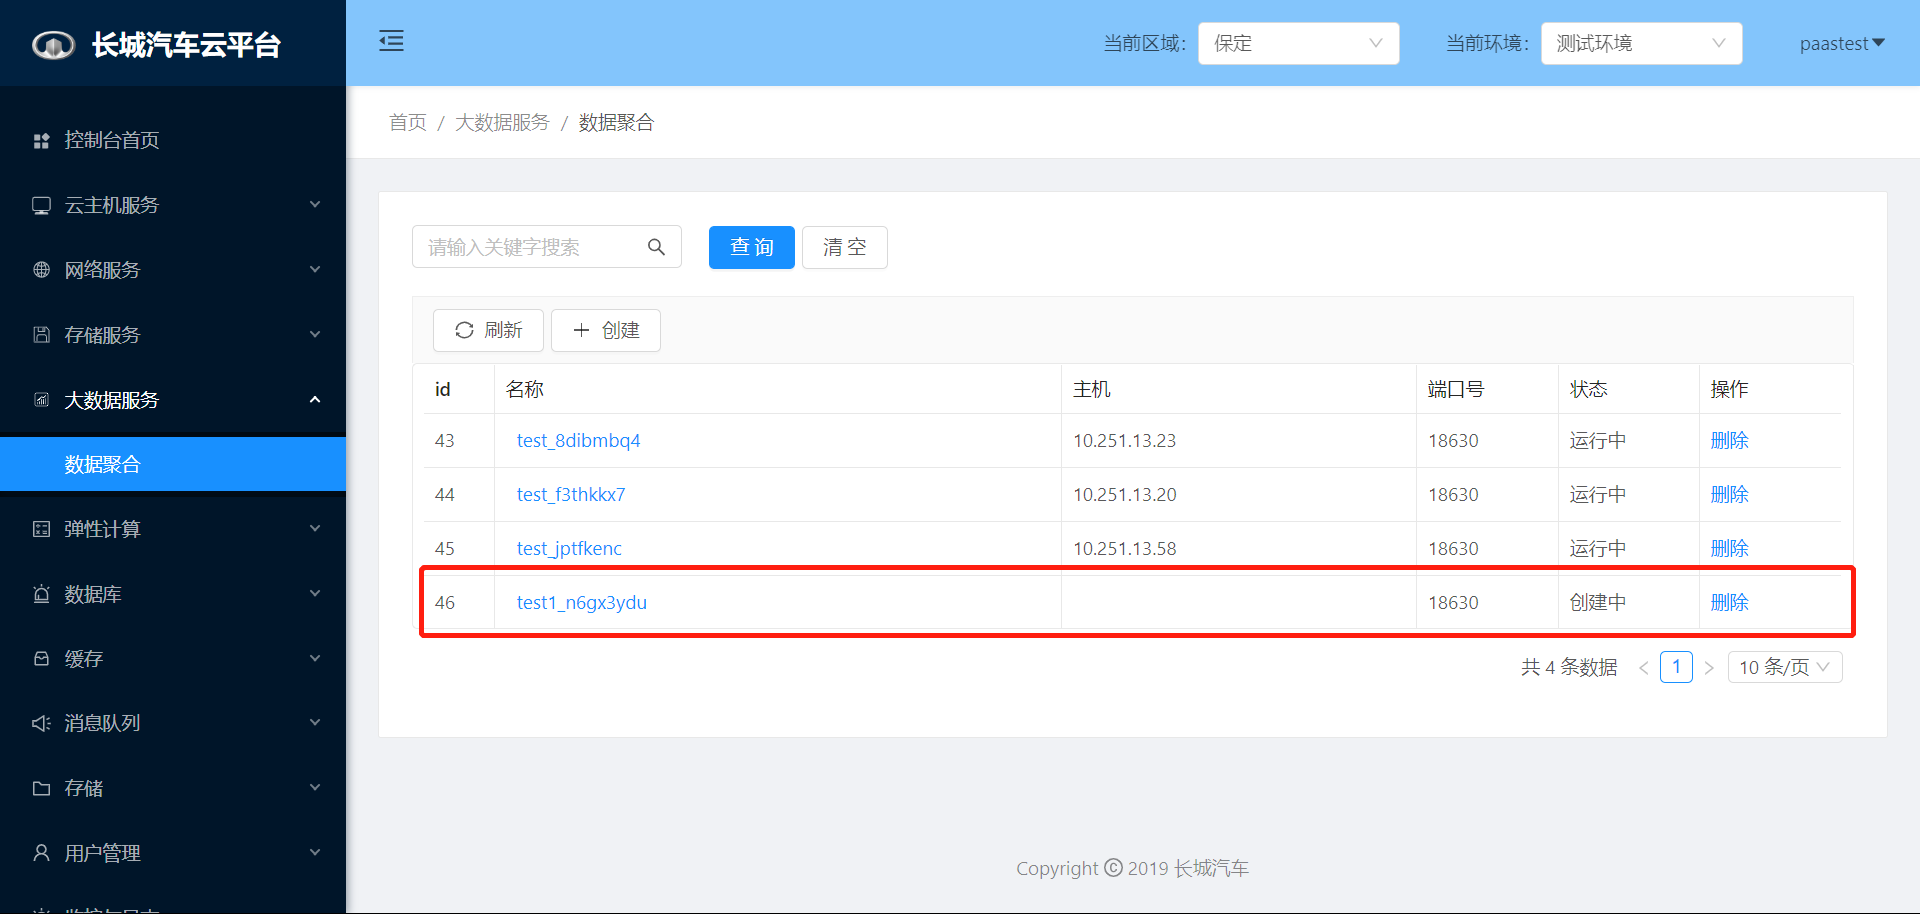 长城汽车云平台
当前区域：
保定
当前环境：
测试环境
paastest
控制台首页
云主机服务
网络服务
存储服务
大数据服务
数据聚合
弹性计算
数据库
缓存
消息队列
存储
用户管理
首页 / 大数据服务 / 数据聚合
请输入关键字搜索
查 询
清 空
刷新
创建
id 名称 主机 端口号 状态 操作
43 test_8dibmbq4 10.251.13.23 18630 运行中 删除
44 test_f3thkkx7 10.251.13.20 18630 运行中 删除
45 test_jptfkenc 10.251.13.58 18630 运行中 删除
46 test1_n6gx3ydu 18630 创建中 删除
共 4 条数据 < 1 > 10 条/页
Copyright © 2019 长城汽车